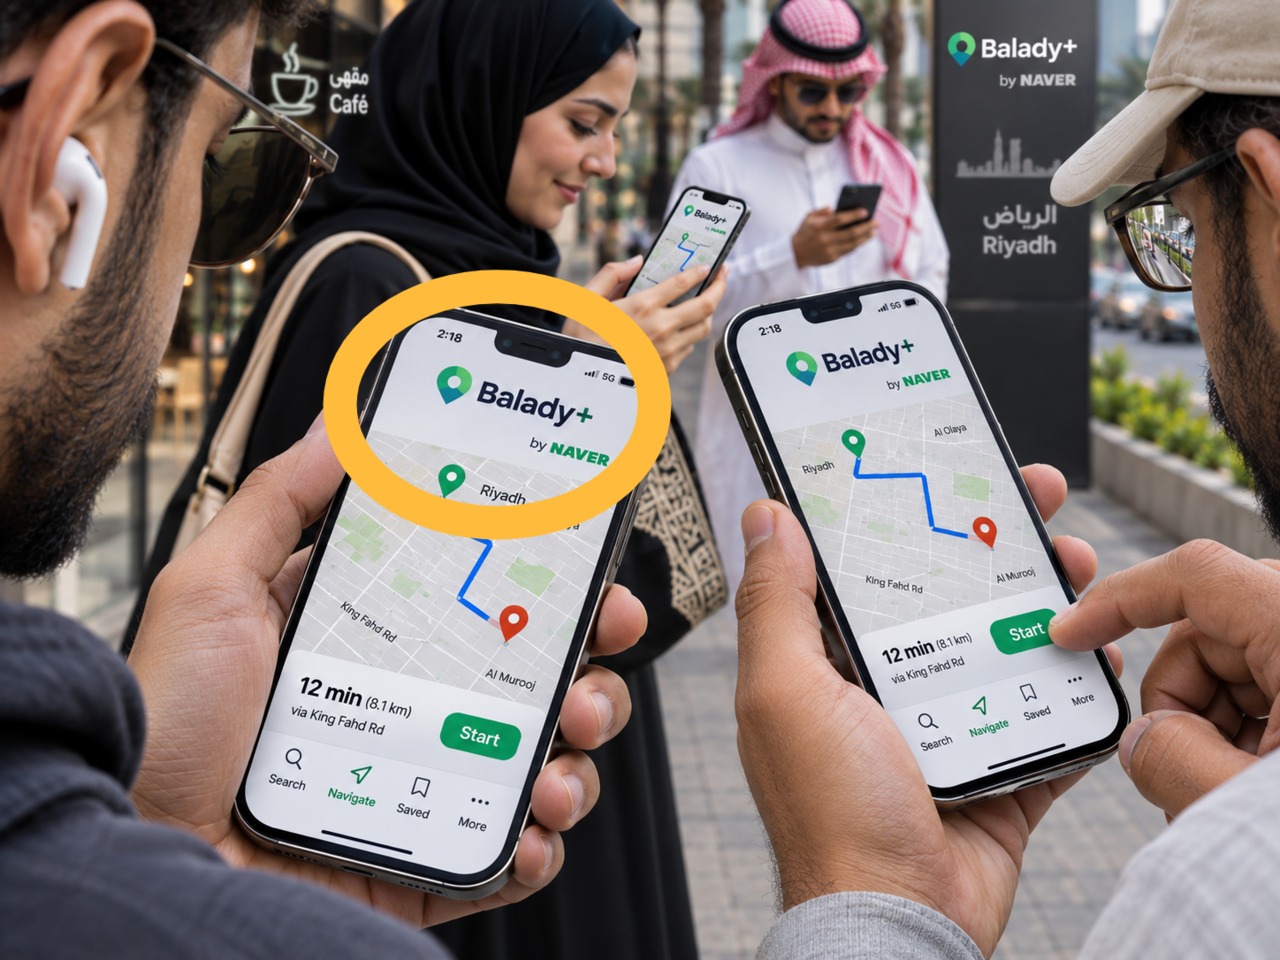 مقهى
Café
Balady+
by NAVER
الرياض
Riyadh
Balady+
by NAVER
2:18
5G
Balady+
by NAVER
Riyadh
King Fahd Rd
Al Murooj
12 min (8.1 km)
via King Fahd Rd
Start
Search
Navigate
Saved
More
2:18
5G
Balady+
by NAVER
Al Olaya
Riyadh
King Fahd Rd
Al Murooj
12 min (8.1 km)
via King Fahd Rd
Start
Search
Navigate
Saved
More